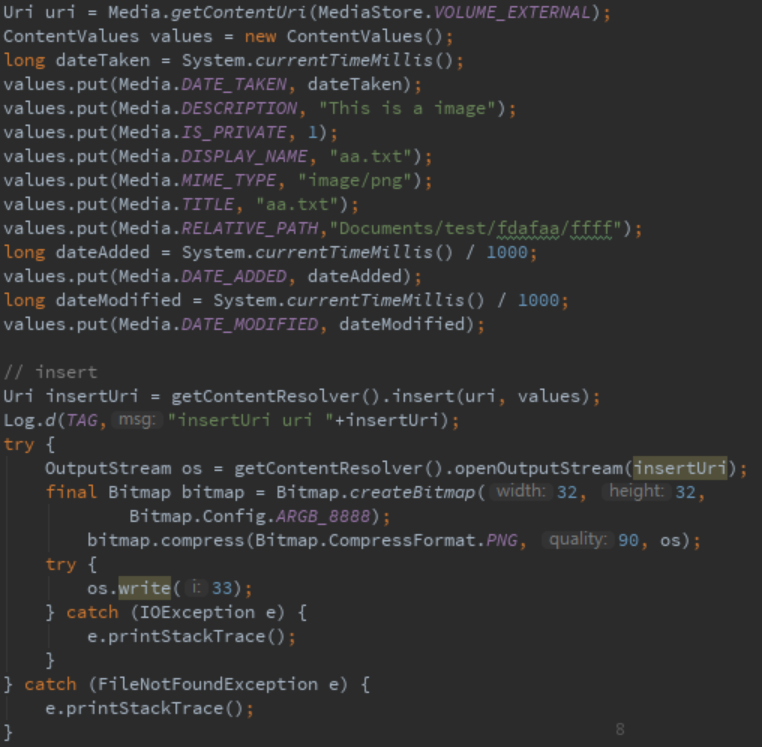 Uri uri = Media.getContentUri(MediaStore.VOLUME_EXTERNAL);
ContentValues values = new ContentValues();
long dateTaken = System.currentTimeMillis();
values.put(Media.DATE_TAKEN, dateTaken);
values.put(Media.DESCRIPTION, "This is a image");
values.put(Media.IS_PRIVATE, 1);
values.put(Media.DISPLAY_NAME, "aa.txt");
values.put(Media.MIME_TYPE, "image/png");
values.put(Media.TITLE, "aa.txt");
values.put(Media.RELATIVE_PATH,"Documents/test/fdafaa/ffff");
long dateAdded = System.currentTimeMillis() / 1000;
values.put(Media.DATE_ADDED, dateAdded);
long dateModified = System.currentTimeMillis() / 1000;
values.put(Media.DATE_MODIFIED, dateModified);
// insert
Uri insertUri = getContentResolver().insert(uri, values);
Log.d(TAG, msg: "insertUri uri "+insertUri);
try {
OutputStream os = getContentResolver().openOutputStream(insertUri);
final Bitmap bitmap = Bitmap.createBitmap( width: 32, height: 32,
Bitmap.Config.ARGB_8888);
bitmap.compress(Bitmap.CompressFormat.PNG, quality: 90, os);
try {
os.write( i: 33);
} catch (IOException e) {
e.printStackTrace();
}
} catch (FileNotFoundException e) {
e.printStackTrace();
}
8